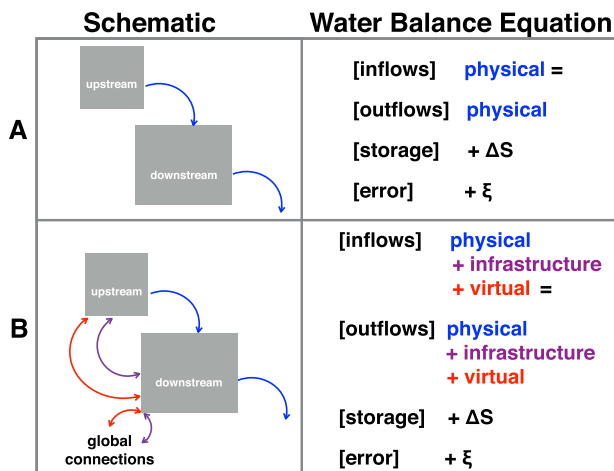 Schematic
Water Balance Equation
A
upstream
downstream
[inflows] physical =
[outflows] physical
[storage] + ΔS
[error] + ξ
B
upstream
downstream
global
connections
[inflows] physical
+ infrastructure
+ virtual =
[outflows] physical
+ infrastructure
+ virtual
[storage] + ΔS
[error] + ξ